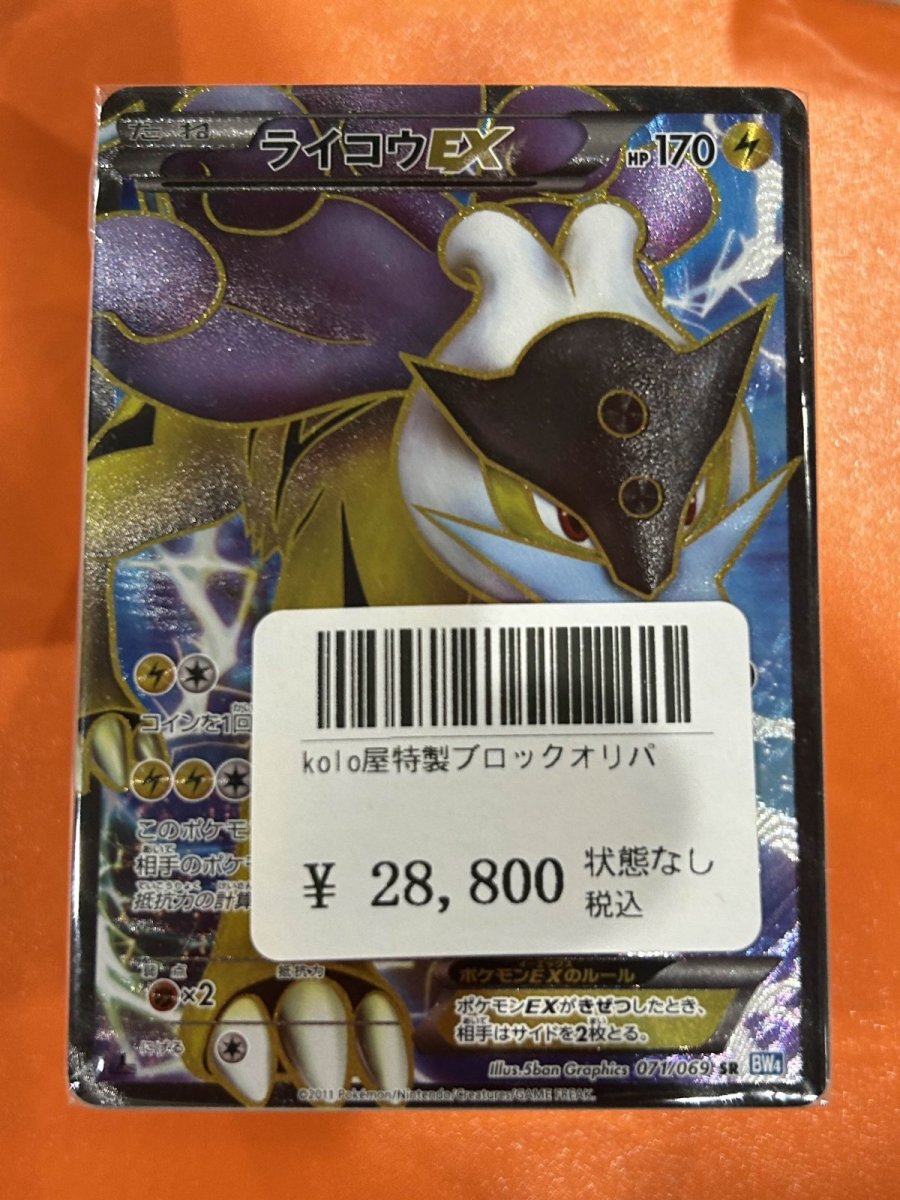 たね ライコウEX HP 170
コインを1回
このポケモ
相手のポケモ
抵抗力の計算
kolo屋特製ブロックオリパ
¥ 28,800 状態なし
税込
弱点 抵抗力
×2
にげる
ポケモンEXのルール
ポケモンEXがきぜつしたとき、
相手はサイドを2枚とる。
Illus.5ban Graphics 071/069 SR BW4
©2011 Pokémon/Nintendo/Creatures/GAME FREAK.